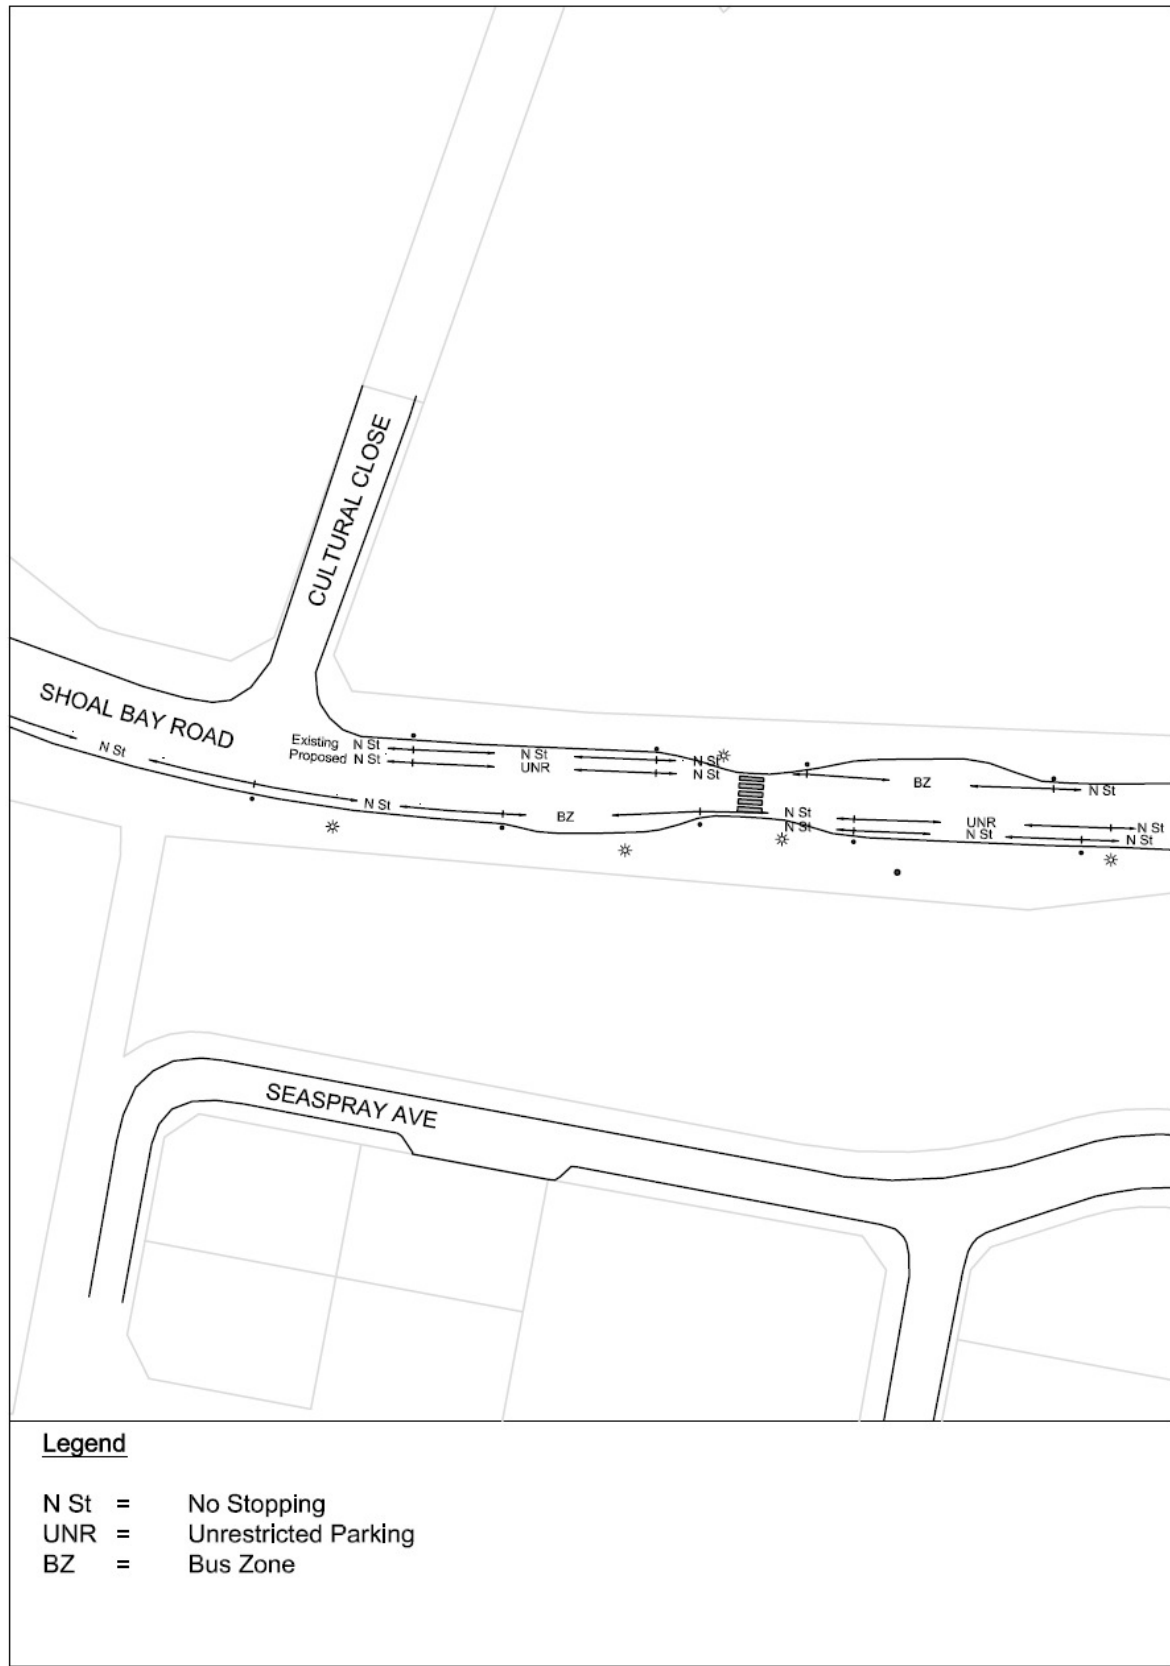 CULTURAL CLOSE
SHOAL BAY ROAD
Existing N St N St N St
Proposed N St UNR N St
BZ
N St
N St
N St
BZ
N St UNR N St
N St N St N St
SEASPRAY AVE
Legend
N St = No Stopping
UNR = Unrestricted Parking
BZ = Bus Zone